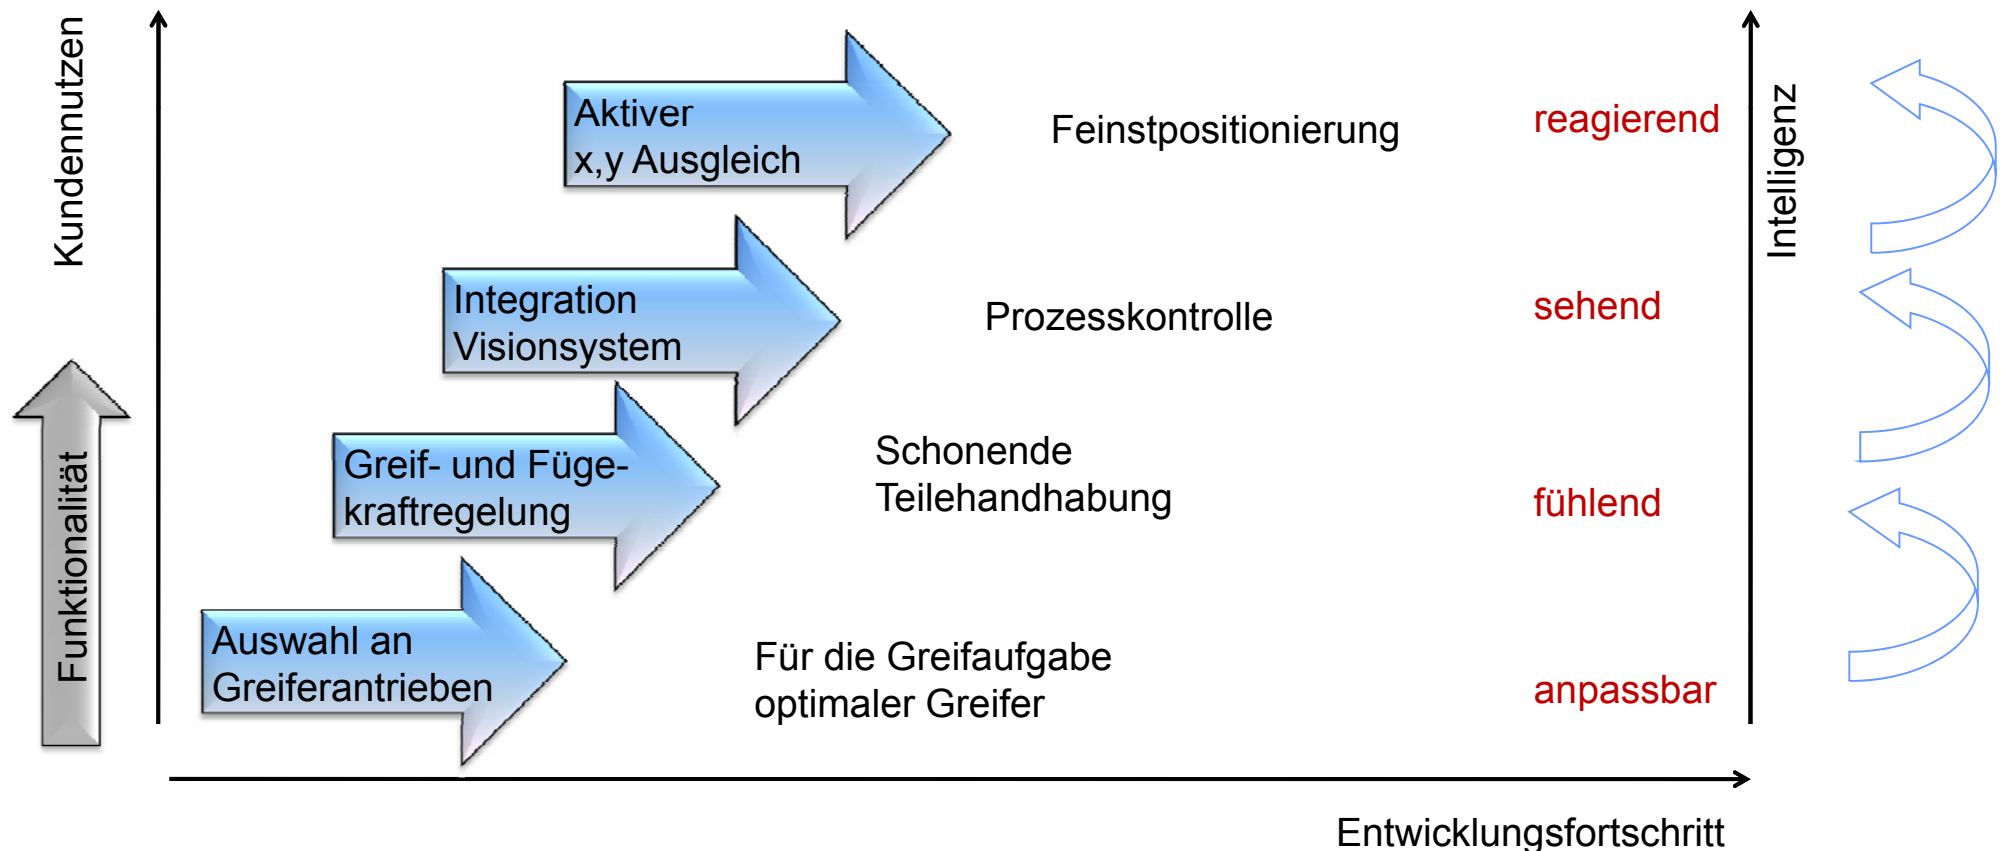 Kundennutzen
Funktionalität
Aktiver
x,y Ausgleich
Feinstpositionierung
reagierend
Intelligenz
Integration
Visionsystem
Prozesskontrolle
sehend
Greif- und Füge-
kraftregelung
Schonende
Teilehandhabung
fühlend
Auswahl an
Greiferantrieben
Für die Greifaufgabe
optimaler Greifer
anpassbar
Entwicklungsfortschritt